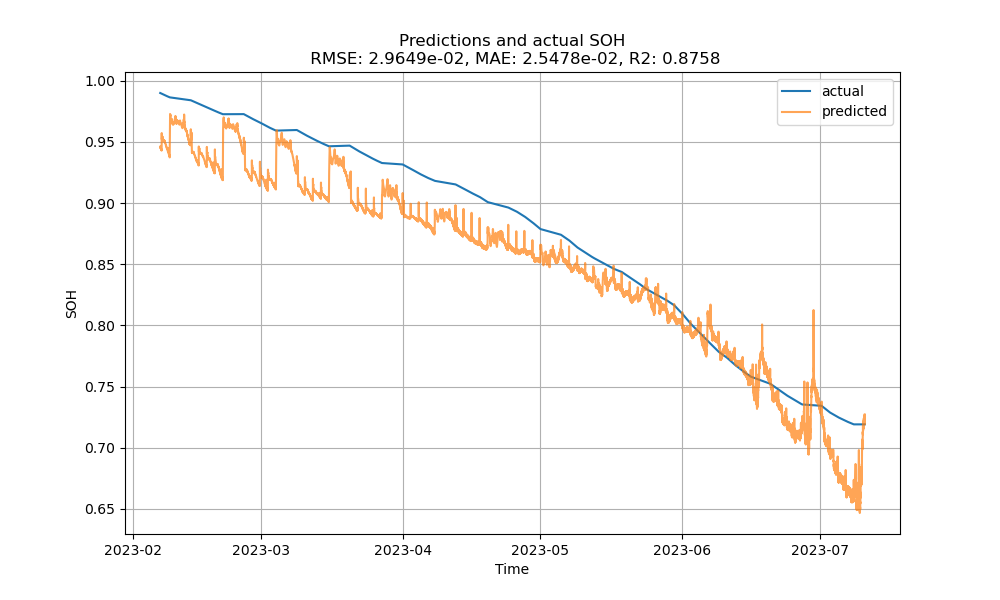 Predictions and actual SOH
RMSE: 2.9649e-02, MAE: 2.5478e-02, R2: 0.8758
actual
predicted
SOH
1.00
0.95
0.90
0.85
0.80
0.75
0.70
0.65
2023-02 2023-03 2023-04 2023-05 2023-06 2023-07
Time